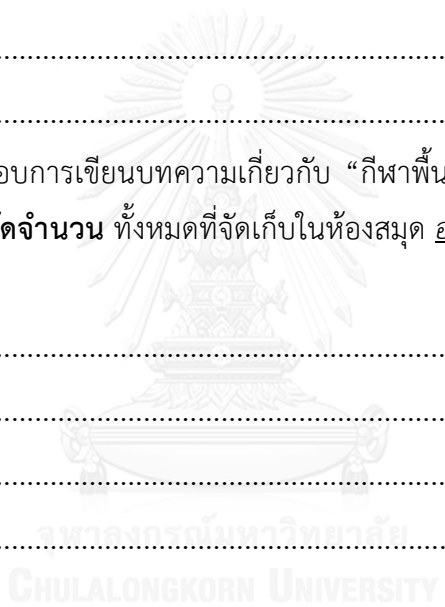 ................................................................
................................................................
อบการเขียนบทความเกี่ยวกับ “กีฬาพื้น
ัดจำนวน ทั้งหมดที่จัดเก็บในห้องสมุด
................................................................
................................................................
................................................................
................................................................
จุฬาลงกรณ์มหาวิทยาลัย
CHULALONGKORN UNIVERSITY